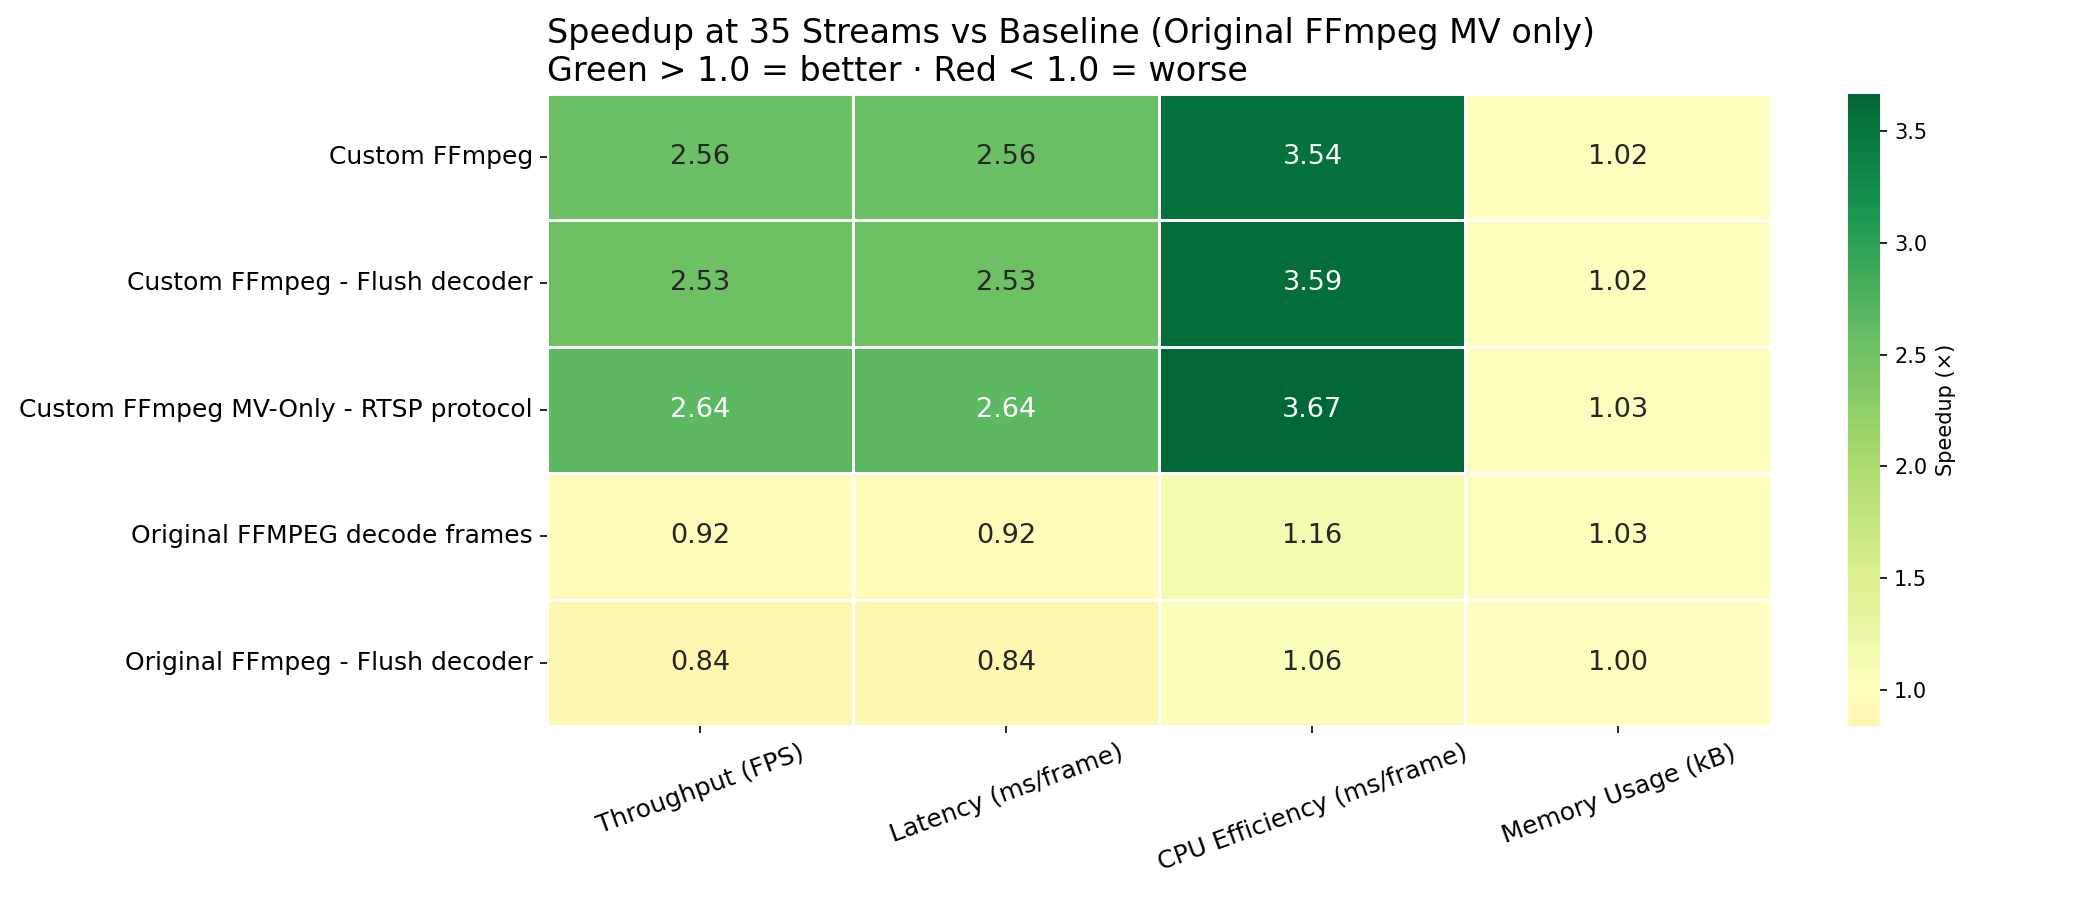 Speedup at 35 Streams vs Baseline (Original FFmpeg MV only)
Green > 1.0 = better · Red < 1.0 = worse
Custom FFmpeg 2.56 2.56 3.54 1.02
Custom FFmpeg - Flush decoder 2.53 2.53 3.59 1.02
Custom FFmpeg MV-Only - RTSP protocol 2.64 2.64 3.67 1.03
Original FFMPEG decode frames 0.92 0.92 1.16 1.03
Original FFmpeg - Flush decoder 0.84 0.84 1.06 1.00
Throughput (FPS)
Latency (ms/frame)
CPU Efficiency (ms/frame)
Memory Usage (kB)
3.5
3.0
2.5
2.0
1.5
1.0
Speedup (×)